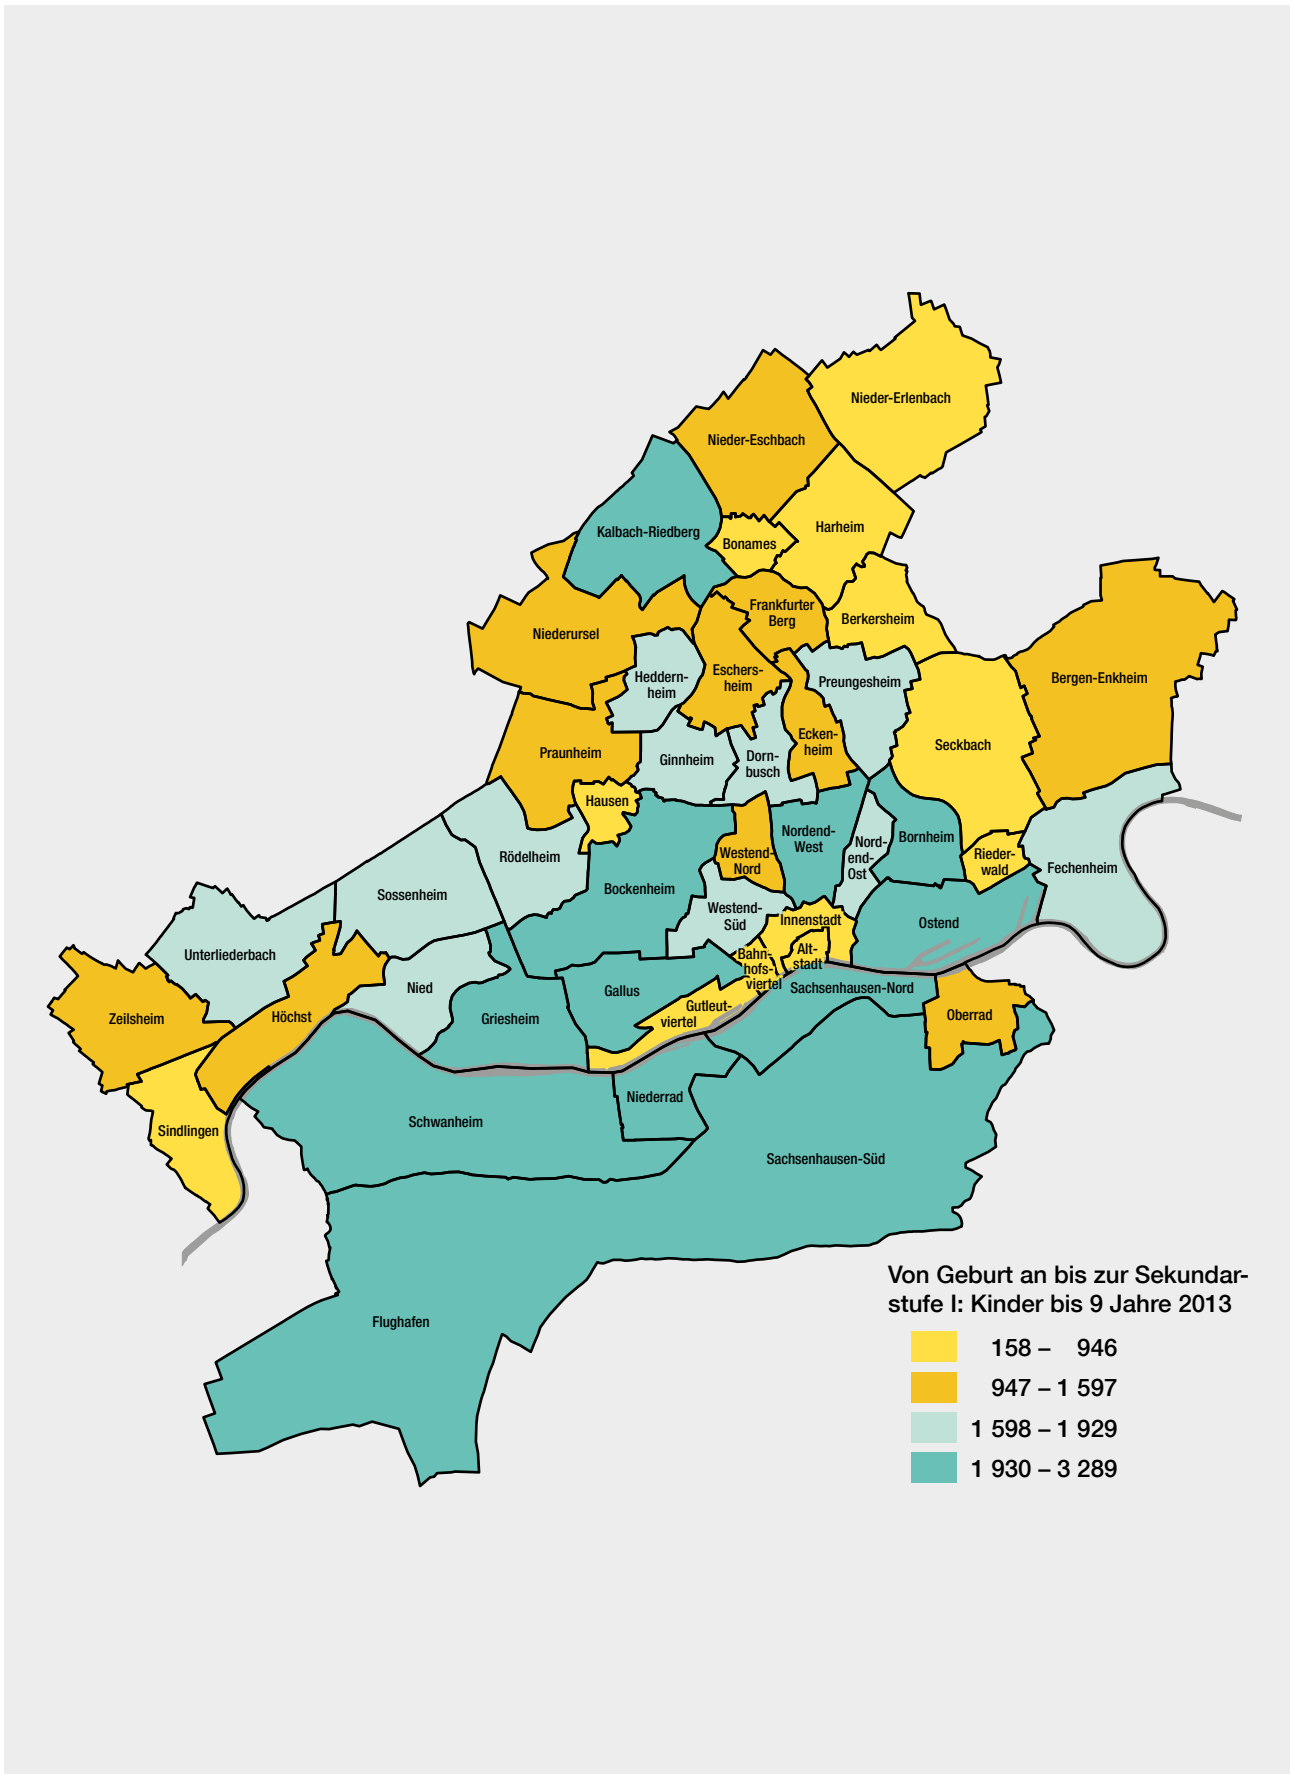 Nieder-Erlenbach
Nieder-Eschbach
Harheim
Kalbach-Riedberg
Bonames
Frankfurter
Berg
Berkersheim
Niederursel
Heddern-
heim
Eschers-
heim
Preungesheim
Bergen-Enkheim
Ecken-
heim
Seckbach
Praunheim
Ginnheim
Dorn-
busch
Hausen
Nordend-
West
Nord-
end-
Ost
Bornheim
Rieder-
wald
Fechenheim
Rödelheim
Westend-
Nord
Bockenheim
Sossenheim
Westend-
Süd
Innenstadt
Ostend
Unterliederbach
Bahn-
hofs-
viertel
Alt-
stadt
Nied
Gallus
Sachsenhausen-Nord
Zeilsheim
Höchst
Griesheim
Gutleut-
viertel
Oberrad
Niederrad
Schwanheim
Sindlingen
Sachsenhausen-Süd
Flughafen
Von Geburt an bis zur Sekundar-
stufe I: Kinder bis 9 Jahre 2013
158 – 946
947 – 1 597
1 598 – 1 929
1 930 – 3 289